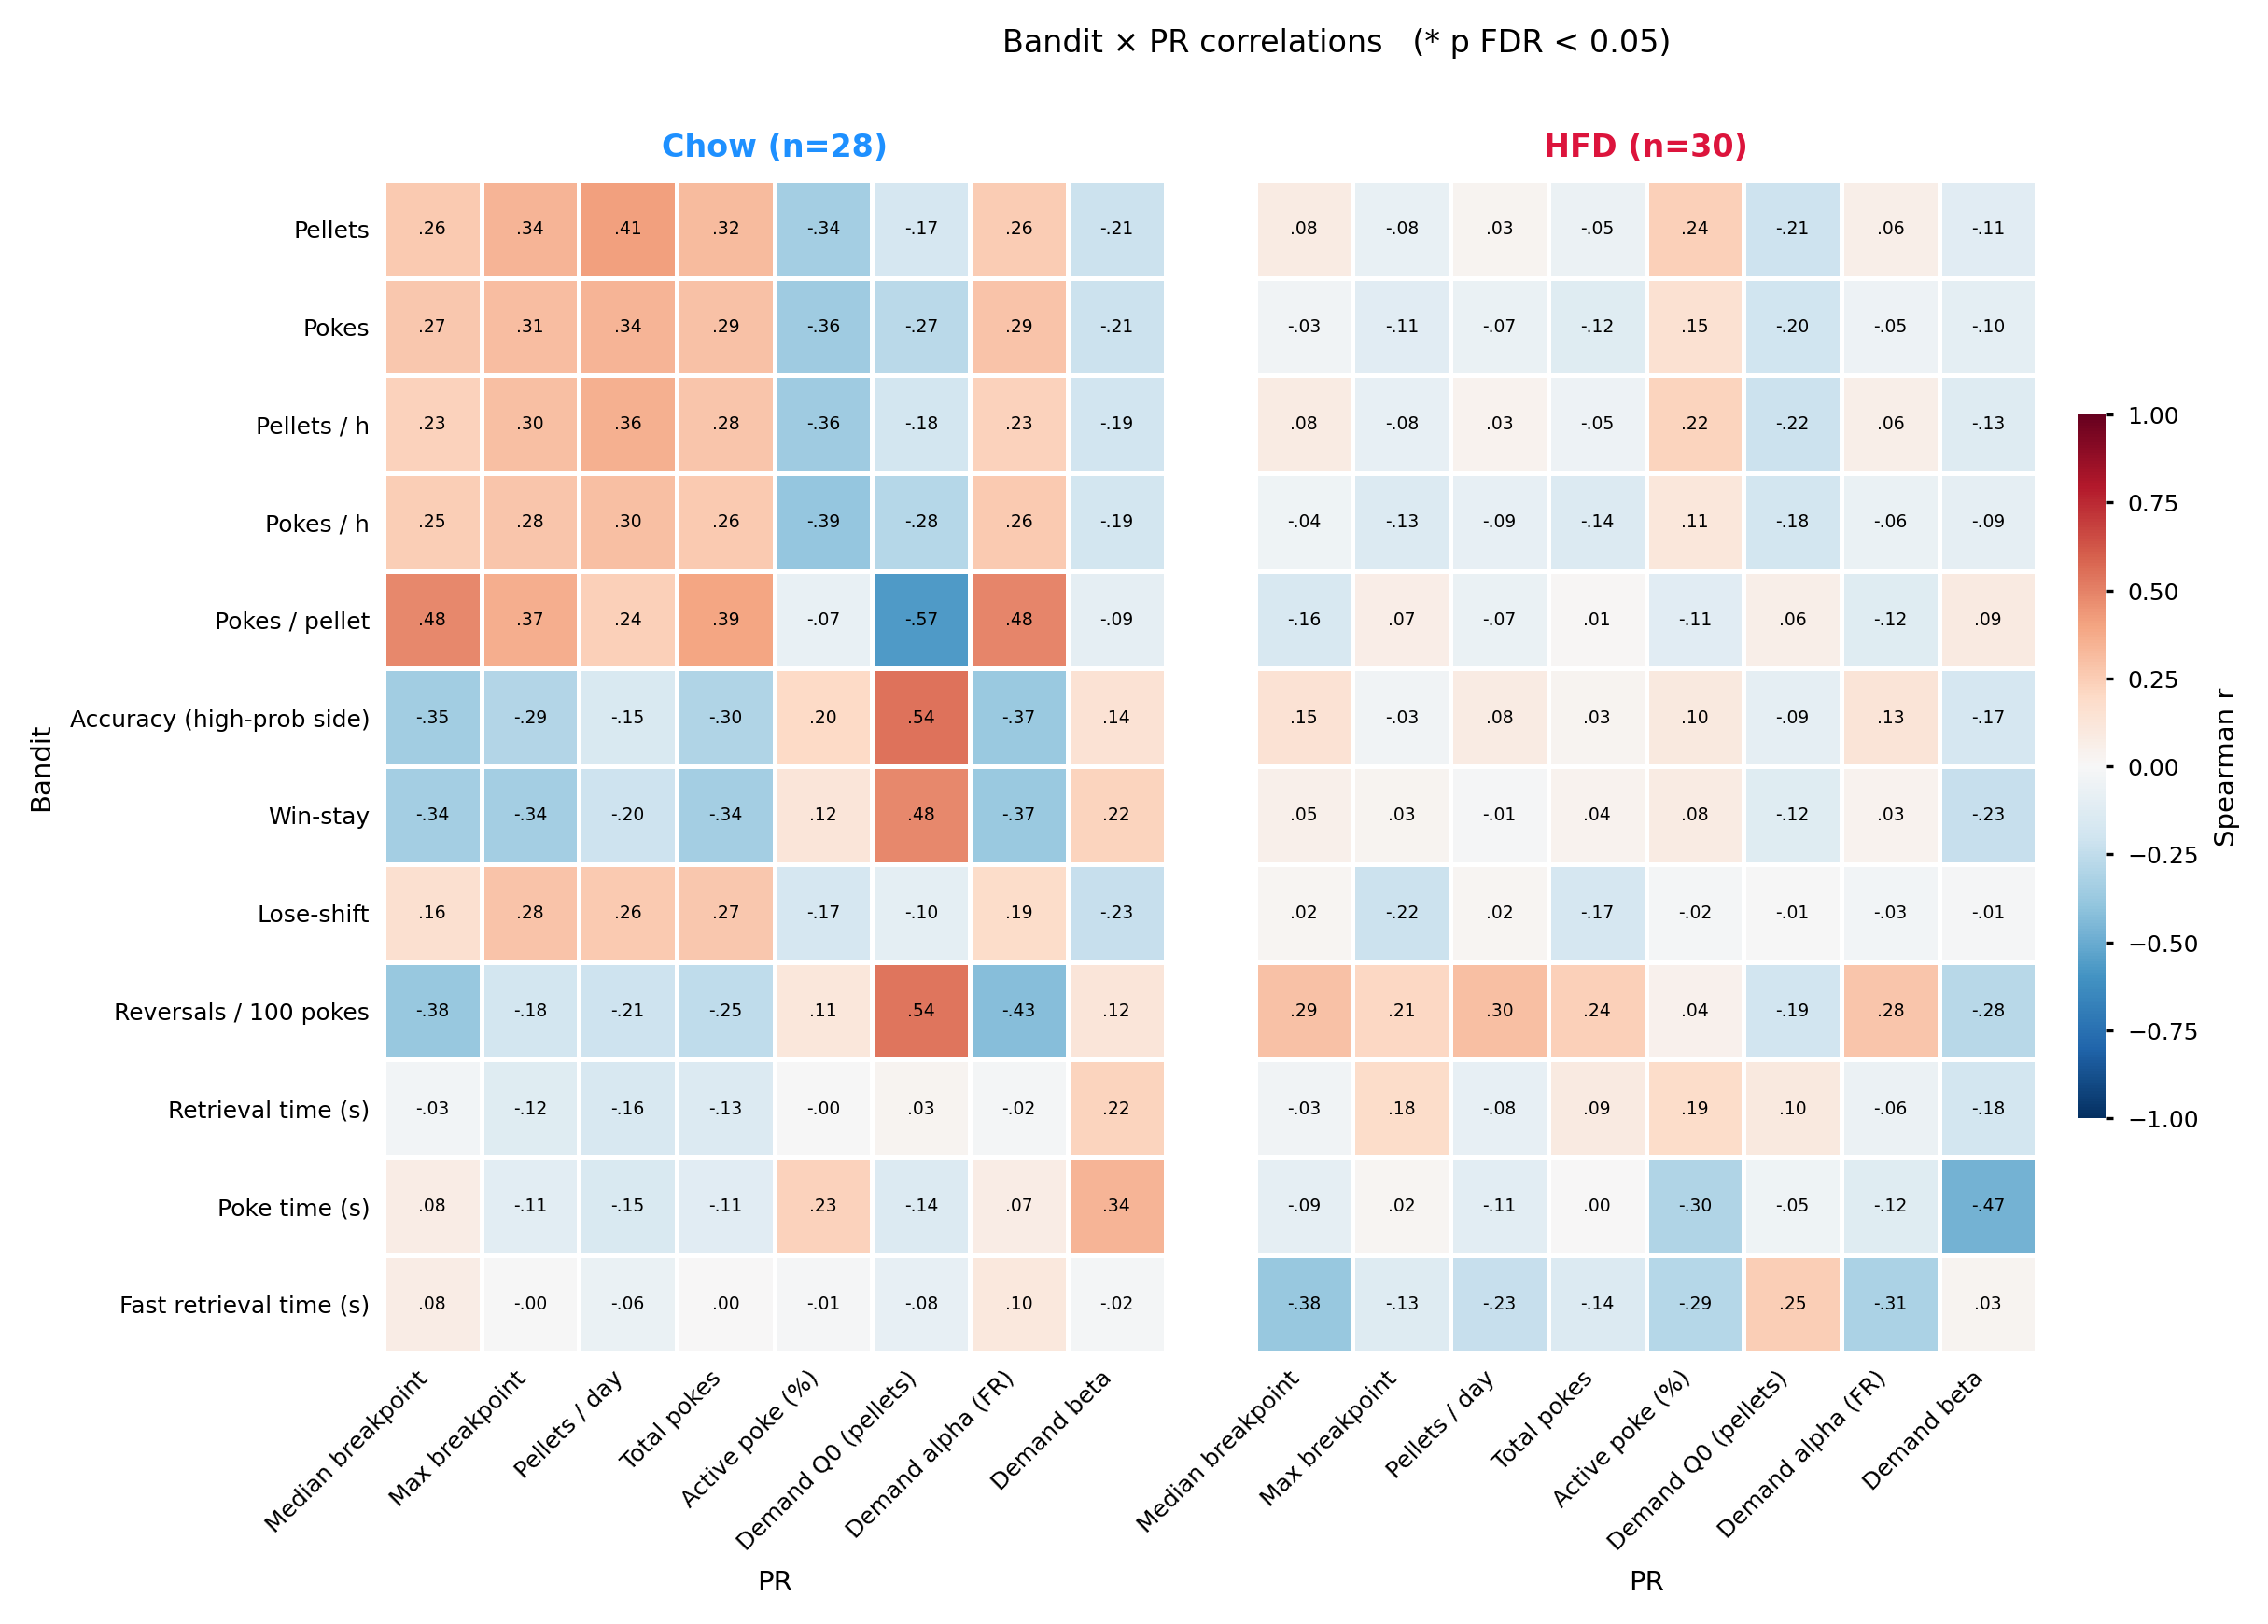 Bandit × PR correlations   (* p FDR < 0.05)
Chow (n=28)
HFD (n=30)
Pellets .26 .34 .41 .32 -.34 -.17 .26 -.21 .08 -.08 .03 -.05 .24 -.21 .06 -.11
Pokes .27 .31 .34 .29 -.36 -.27 .29 -.21 -.03 -.11 -.07 -.12 .15 -.20 -.05 -.10
Pellets / h .23 .30 .36 .28 -.36 -.18 .23 -.19 .08 -.08 .03 -.05 .22 -.22 .06 -.13
Pokes / h .25 .28 .30 .26 -.39 -.28 .26 -.19 -.04 -.13 -.09 -.14 .11 -.18 -.06 -.09
Pokes / pellet .48 .37 .24 .39 -.07 -.57 .48 -.09 -.16 .07 -.07 .01 -.11 .06 -.12 .09
Accuracy (high-prob side) -.35 -.29 -.15 -.30 .20 .54 -.37 .14 .15 -.03 .08 .03 .10 -.09 .13 -.17
Win-stay -.34 -.34 -.20 -.34 .12 .48 -.37 .22 .05 .03 -.01 .04 .08 -.12 .03 -.23
Lose-shift .16 .28 .26 .27 -.17 -.10 .19 -.23 .02 -.22 .02 -.17 -.02 -.01 -.03 -.01
Reversals / 100 pokes -.38 -.18 -.21 -.25 .11 .54 -.43 .12 .29 .21 .30 .24 .04 -.19 .28 -.28
Retrieval time (s) -.03 -.12 -.16 -.13 -.00 .03 -.02 .22 -.03 .18 -.08 .09 .19 .10 -.06 -.18
Poke time (s) .08 -.11 -.15 -.11 .23 -.14 .07 .34 -.09 .02 -.11 .00 -.30 -.05 -.12 -.47
Fast retrieval time (s) .08 -.00 -.06 .00 -.01 -.08 .10 -.02 -.38 -.13 -.23 -.14 -.29 .25 -.31 .03
Bandit
Median breakpoint
Max breakpoint
Pellets / day
Total pokes
Active poke (%)
Demand Q0 (pellets)
Demand alpha (FR)
Demand beta
PR
Median breakpoint
Max breakpoint
Pellets / day
Total pokes
Active poke (%)
Demand Q0 (pellets)
Demand alpha (FR)
Demand beta
PR
1.00
0.75
0.50
0.25
0.00
−0.25
−0.50
−0.75
−1.00
Spearman r